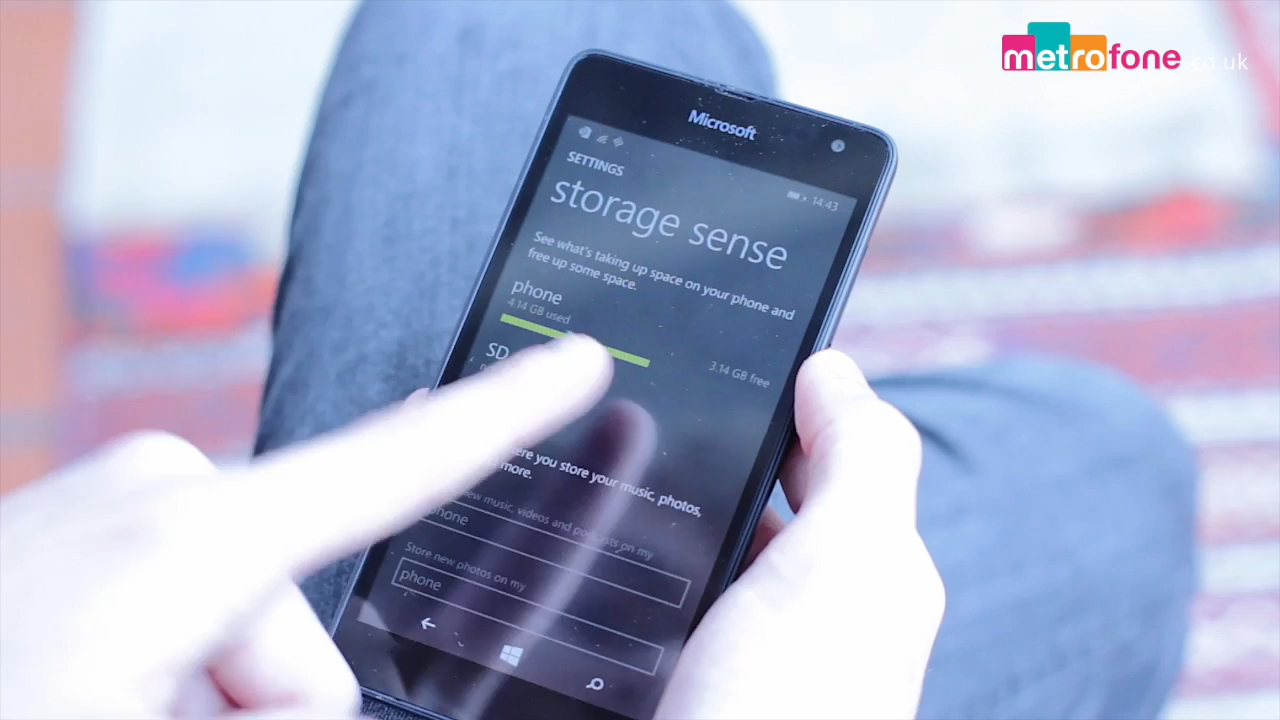 metrofone.co.uk
Microsoft
14:43
SETTINGS
storage sense
See what's taking up space on your phone and
free up some space.
phone
4.14 GB used
3.14 GB free
SD
you store your music, photos,
more.
new music, videos and podcasts on my
phone
Store new photos on my
phone